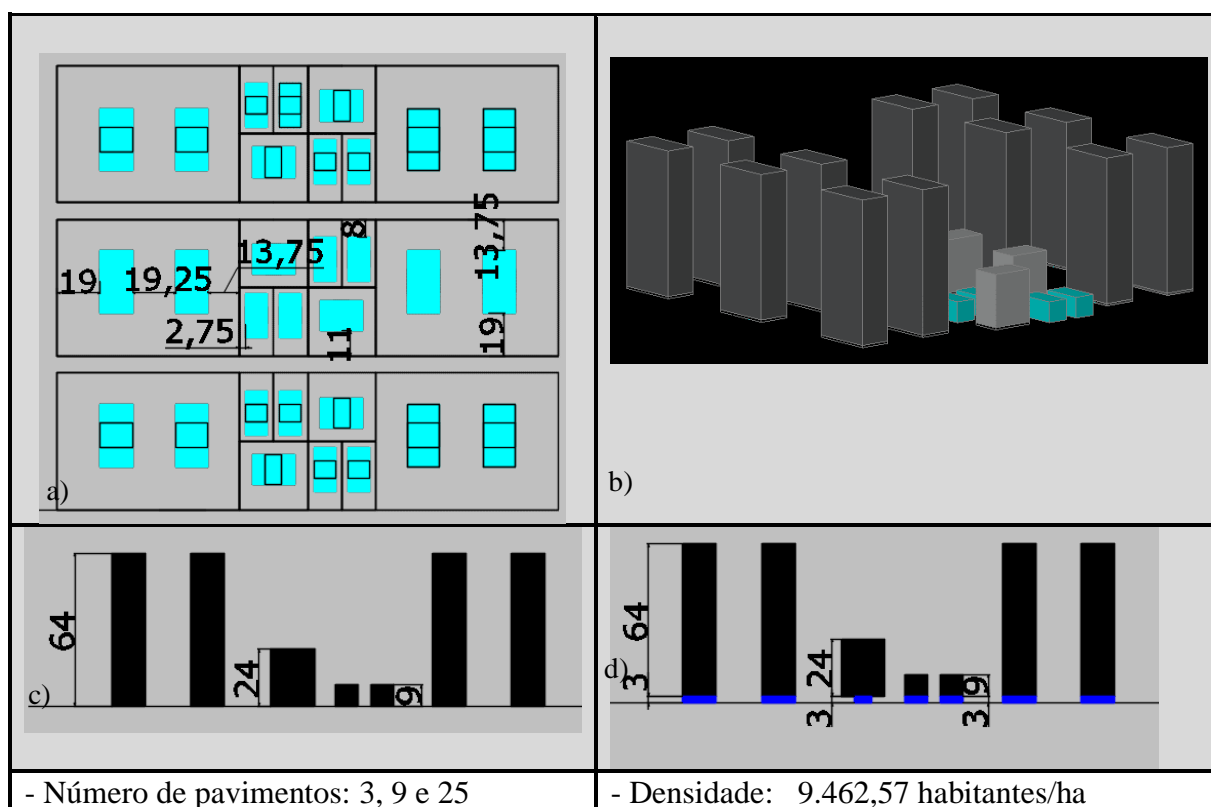 8
13,75
13,75
19
19,25
2,75
11
19
a)
b)
64
24
9
c)
64
3
24
3
3,9
d)
- Número de pavimentos: 3, 9 e 25
- Densidade: 9.462,57 habitantes/ha